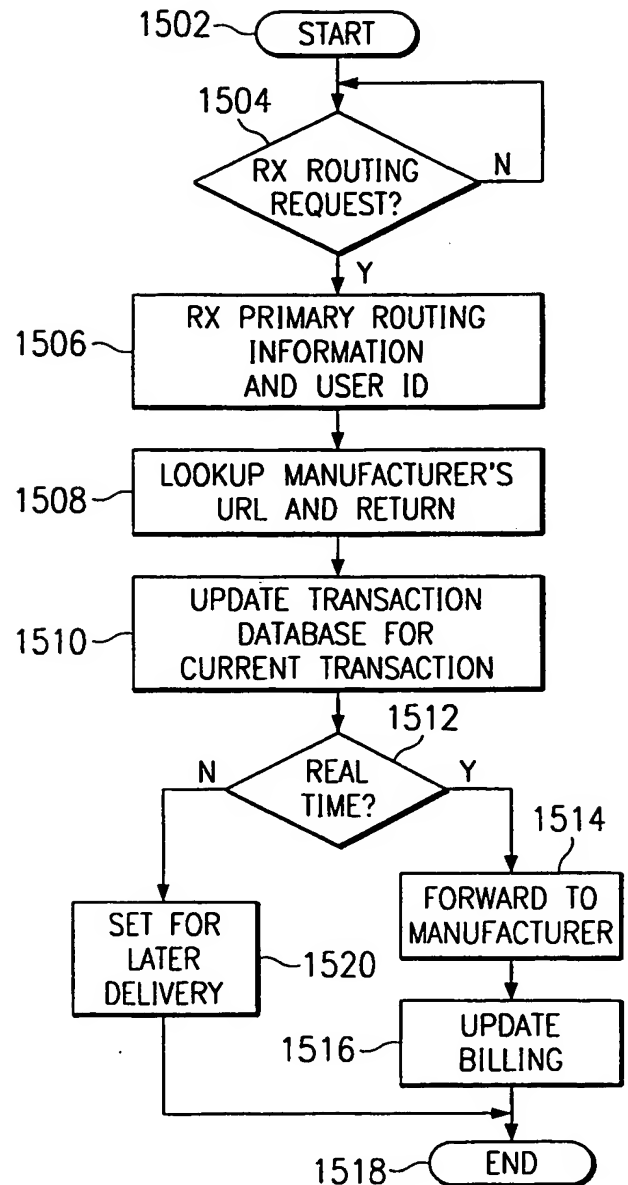 1502
START
1504
RX ROUTING
REQUEST?
N
Y
1506
RX PRIMARY ROUTING
INFORMATION
AND USER ID
1508
LOOKUP MANUFACTURER'S
URL AND RETURN
1510
UPDATE TRANSACTION
DATABASE FOR
CURRENT TRANSACTION
1512
N
REAL
TIME?
Y
1514
FORWARD TO
MANUFACTURER
SET FOR
LATER
DELIVERY
1520
1516
UPDATE
BILLING
1518
END